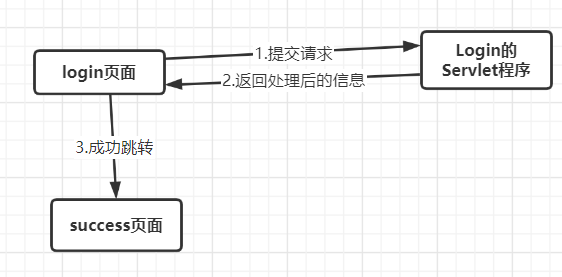 1.提交请求
Login的
Servlet程序
login页面
2.返回处理后的信息
3.成功跳转
success页面